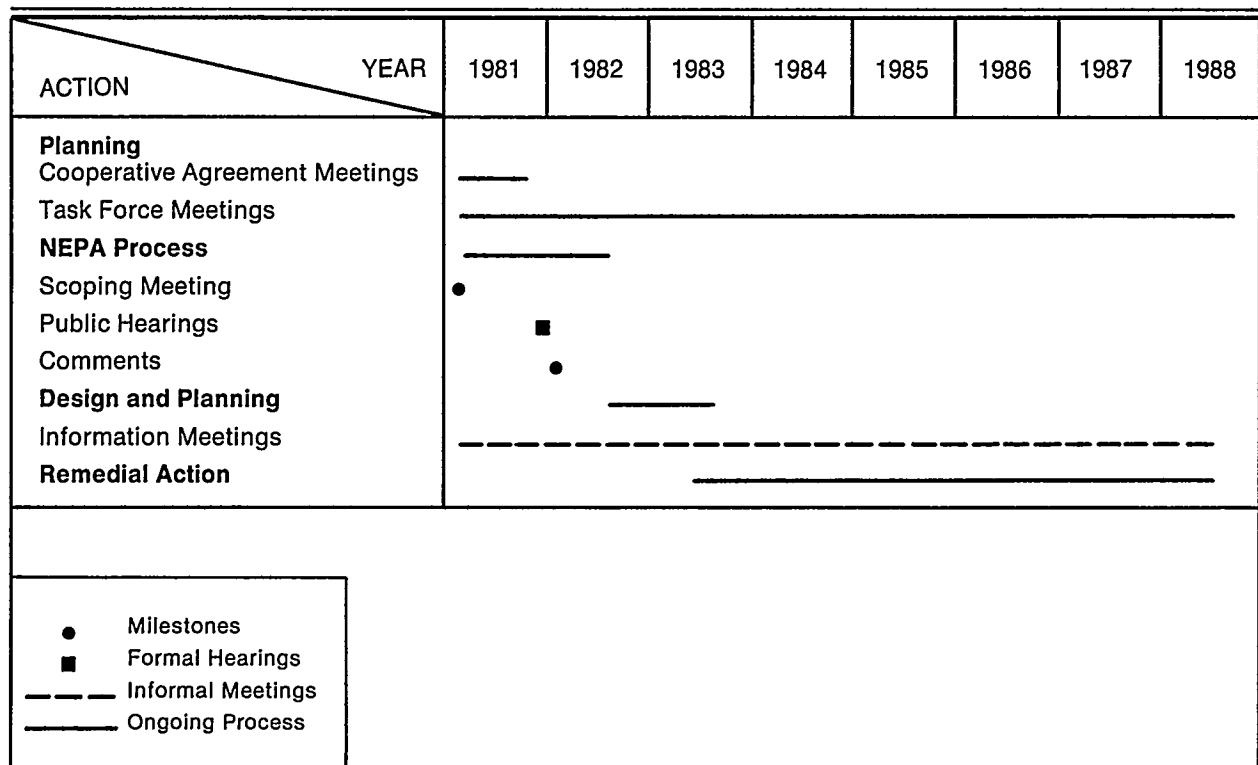 YEAR 1981 1982 1983 1984 1985 1986 1987 1988
ACTION
Planning
Cooperative Agreement Meetings
Task Force Meetings
NEPA Process
Scoping Meeting
Public Hearings
Comments
Design and Planning
Information Meetings
Remedial Action
Milestones
Formal Hearings
Informal Meetings
Ongoing Process